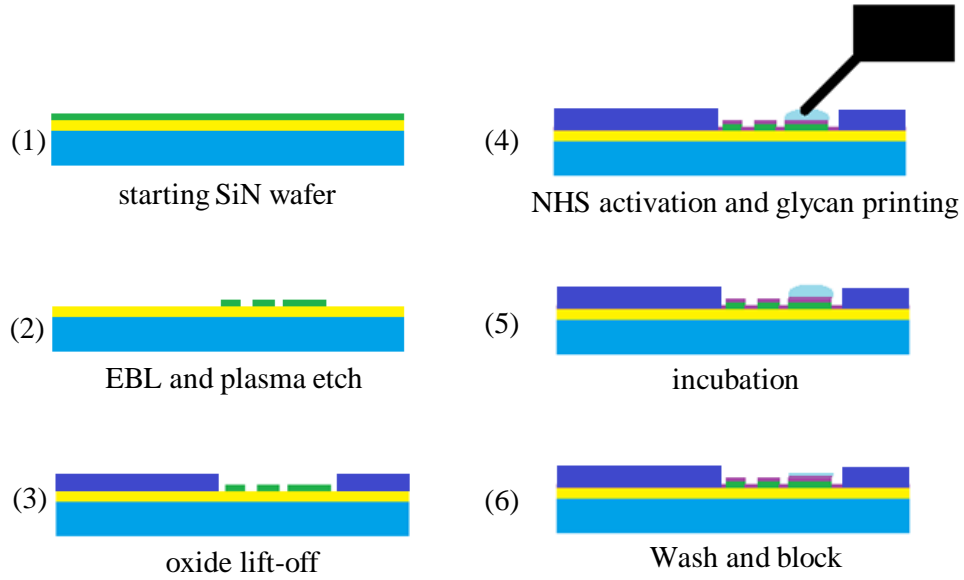 (1)
starting SiN wafer
(2)
EBL and plasma etch
(3)
oxide lift-off
(4)
NHS activation and glycan printing
(5)
incubation
(6)
Wash and block